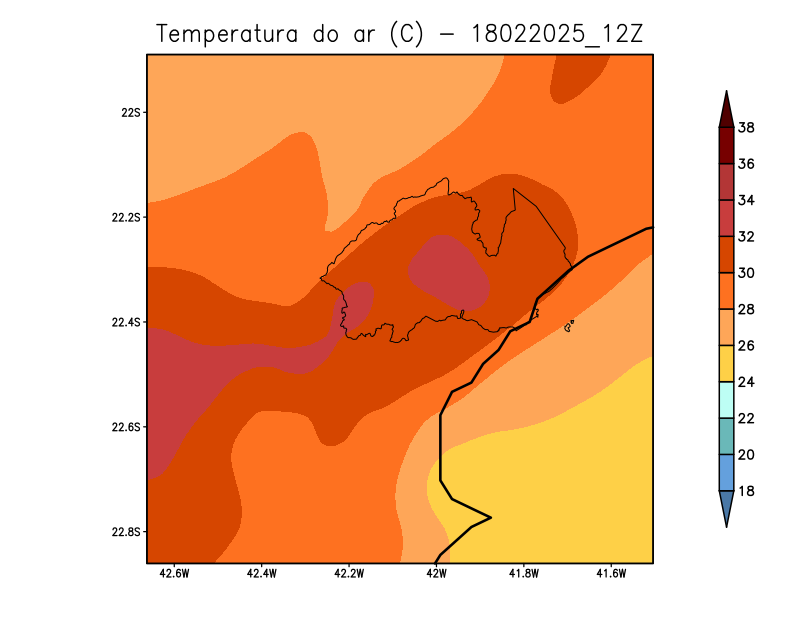 Temperatura do ar (C) - 18022025_12Z
22S
22.2S
22.4S
22.6S
22.8S
42.6W
42.4W
42.2W
42W
41.8W
41.6W
38
36
34
32
30
28
26
24
22
20
18